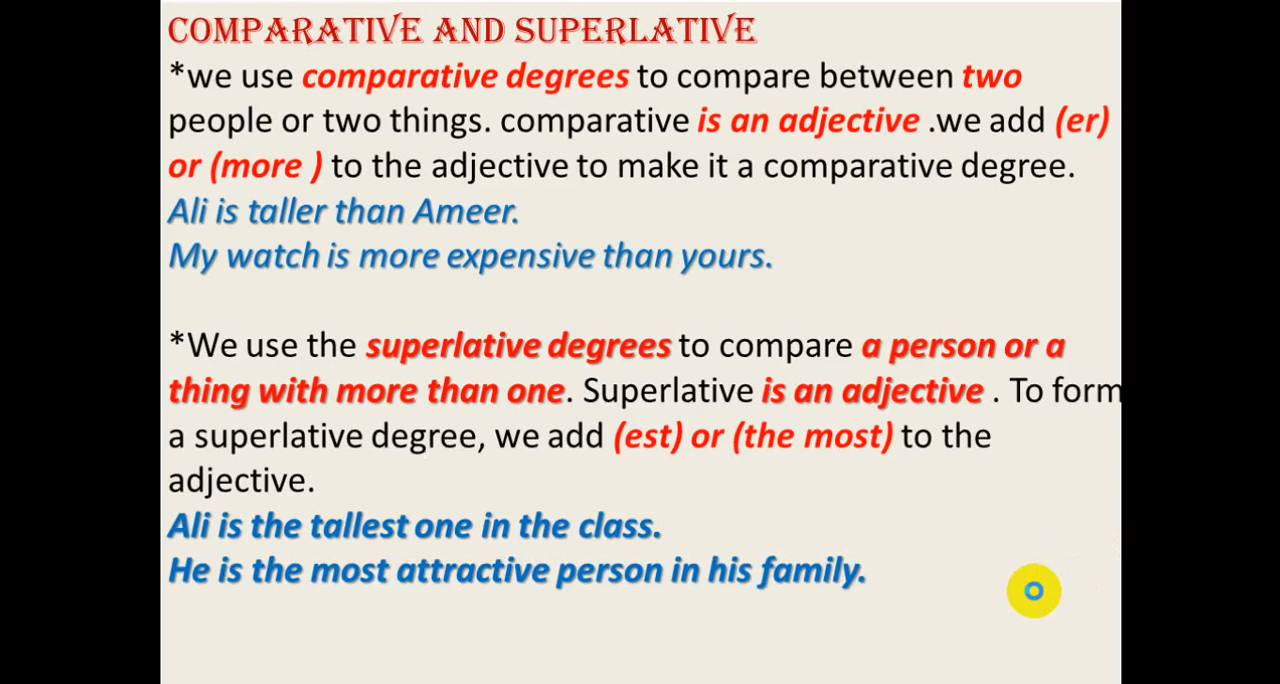 COMPARATIVE AND SUPERLATIVE
*we use comparative degrees to compare between two
people or two things. comparative is an adjective .we add (er)
or (more ) to the adjective to make it a comparative degree.
Ali is taller than Ameer.
My watch is more expensive than yours.
*We use the superlative degrees to compare a person or a
thing with more than one. Superlative is an adjective . To form
a superlative degree, we add (est) or (the most) to the
adjective.
Ali is the tallest one in the class.
He is the most attractive person in his family.